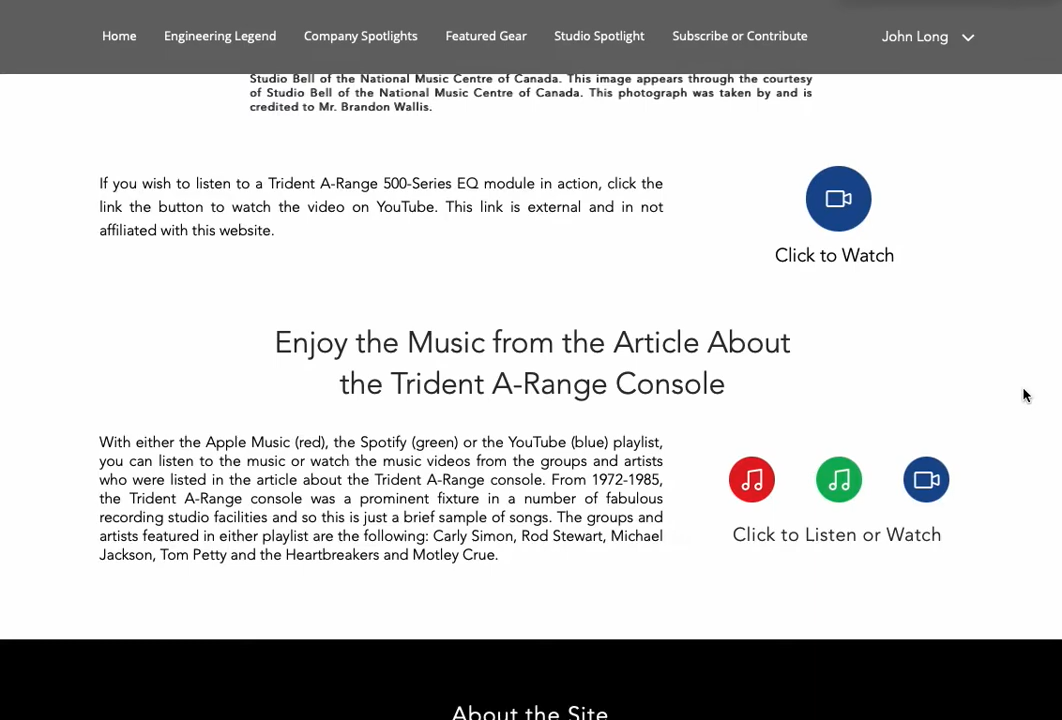 Home Engineering Legend Company Spotlights Featured Gear Studio Spotlight Subscribe or Contribute John Long
Studio Bell of the National Music Centre of Canada. This image appears through the courtesy
of Studio Bell of the National Music Centre of Canada. This photograph was taken by and is
credited to Mr. Brandon Wallis.
If you wish to listen to a Trident A-Range 500-Series EQ module in action, click the
link the button to watch the video on YouTube. This link is external and in not
affiliated with this website.
Click to Watch
Enjoy the Music from the Article About
the Trident A-Range Console
With either the Apple Music (red), the Spotify (green) or the YouTube (blue) playlist,
you can listen to the music or watch the music videos from the groups and artists
who were listed in the article about the Trident A-Range console. From 1972-1985,
the Trident A-Range console was a prominent fixture in a number of fabulous
recording studio facilities and so this is just a brief sample of songs. The groups and
artists featured in either playlist are the following: Carly Simon, Rod Stewart, Michael
Jackson, Tom Petty and the Heartbreakers and Motley Crue.
Click to Listen or Watch
About the Site